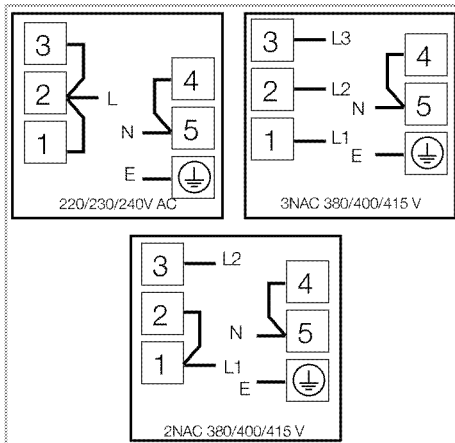 3
2 L
1
4
N 5
E
220/230/240V AC
3 L3
2 L2
1 L1
4
N 5
E
3NAC 380/400/415 V
3 L2
2
1 L1
4
N 5
E
2NAC 380/400/415 V